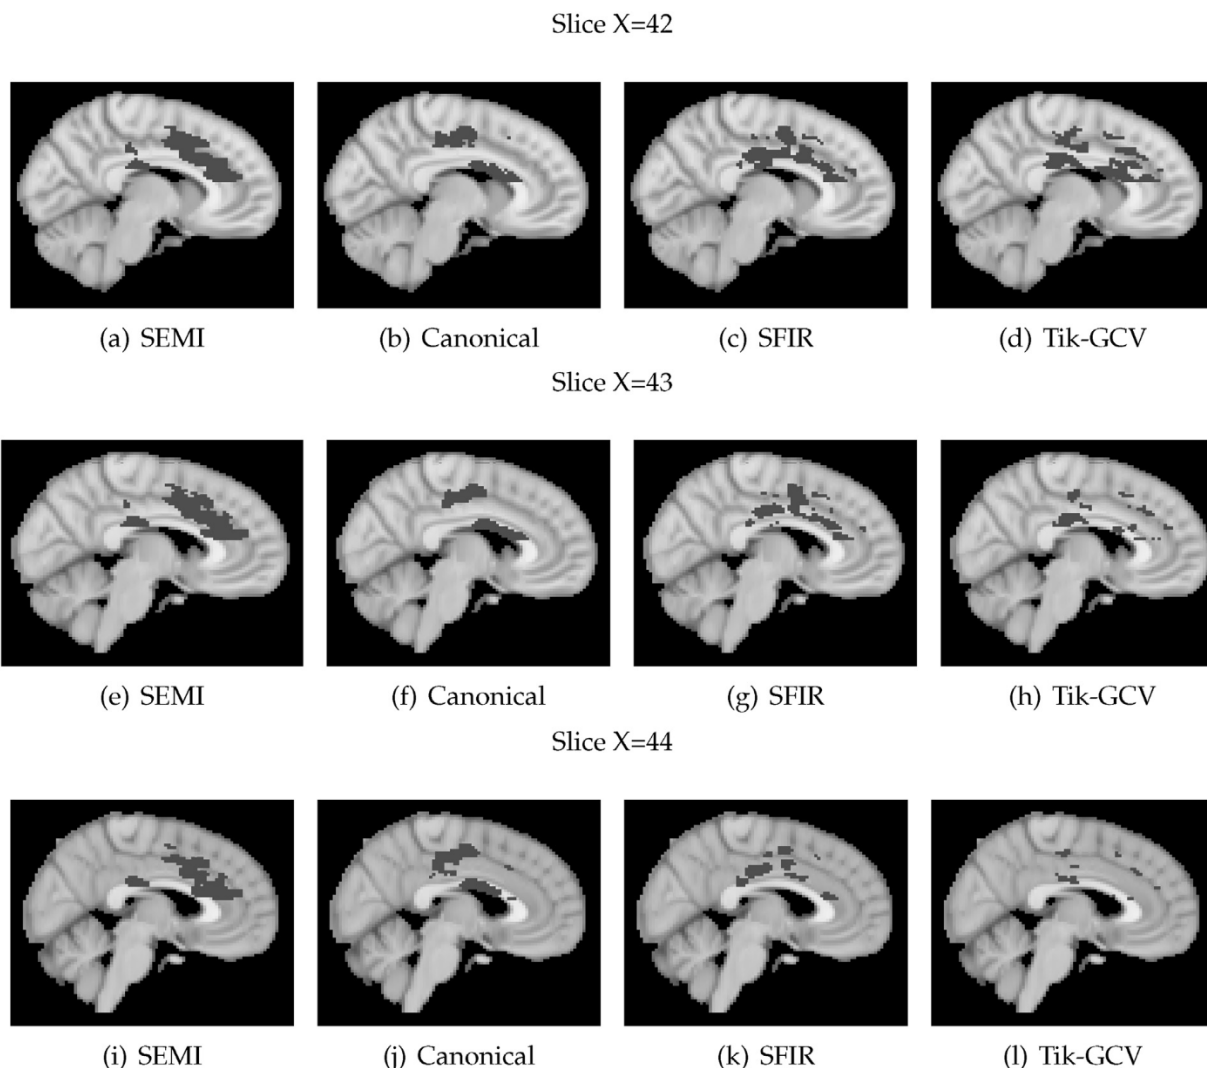 Slice X=42
(a) SEMI (b) Canonical (c) SFIR (d) Tik-GCV
Slice X=43
(e) SEMI (f) Canonical (g) SFIR (h) Tik-GCV
Slice X=44
(i) SEMI (j) Canonical (k) SFIR (l) Tik-GCV